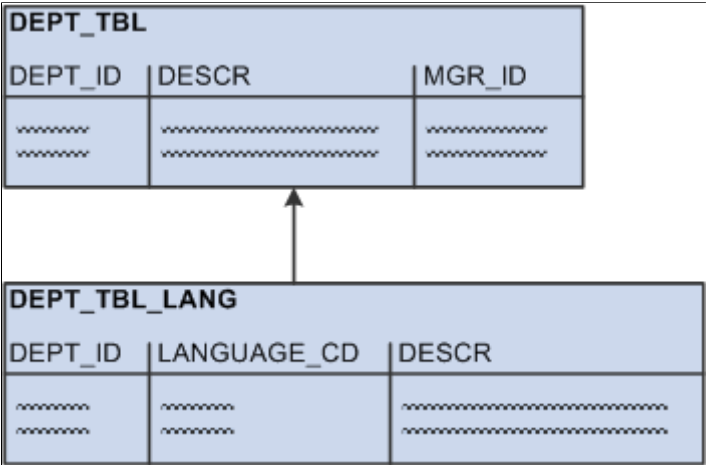 DEPT_TBL
DEPT_ID DESCR MGR_ID
DEPT_TBL_LANG
DEPT_ID LANGUAGE_CD DESCR